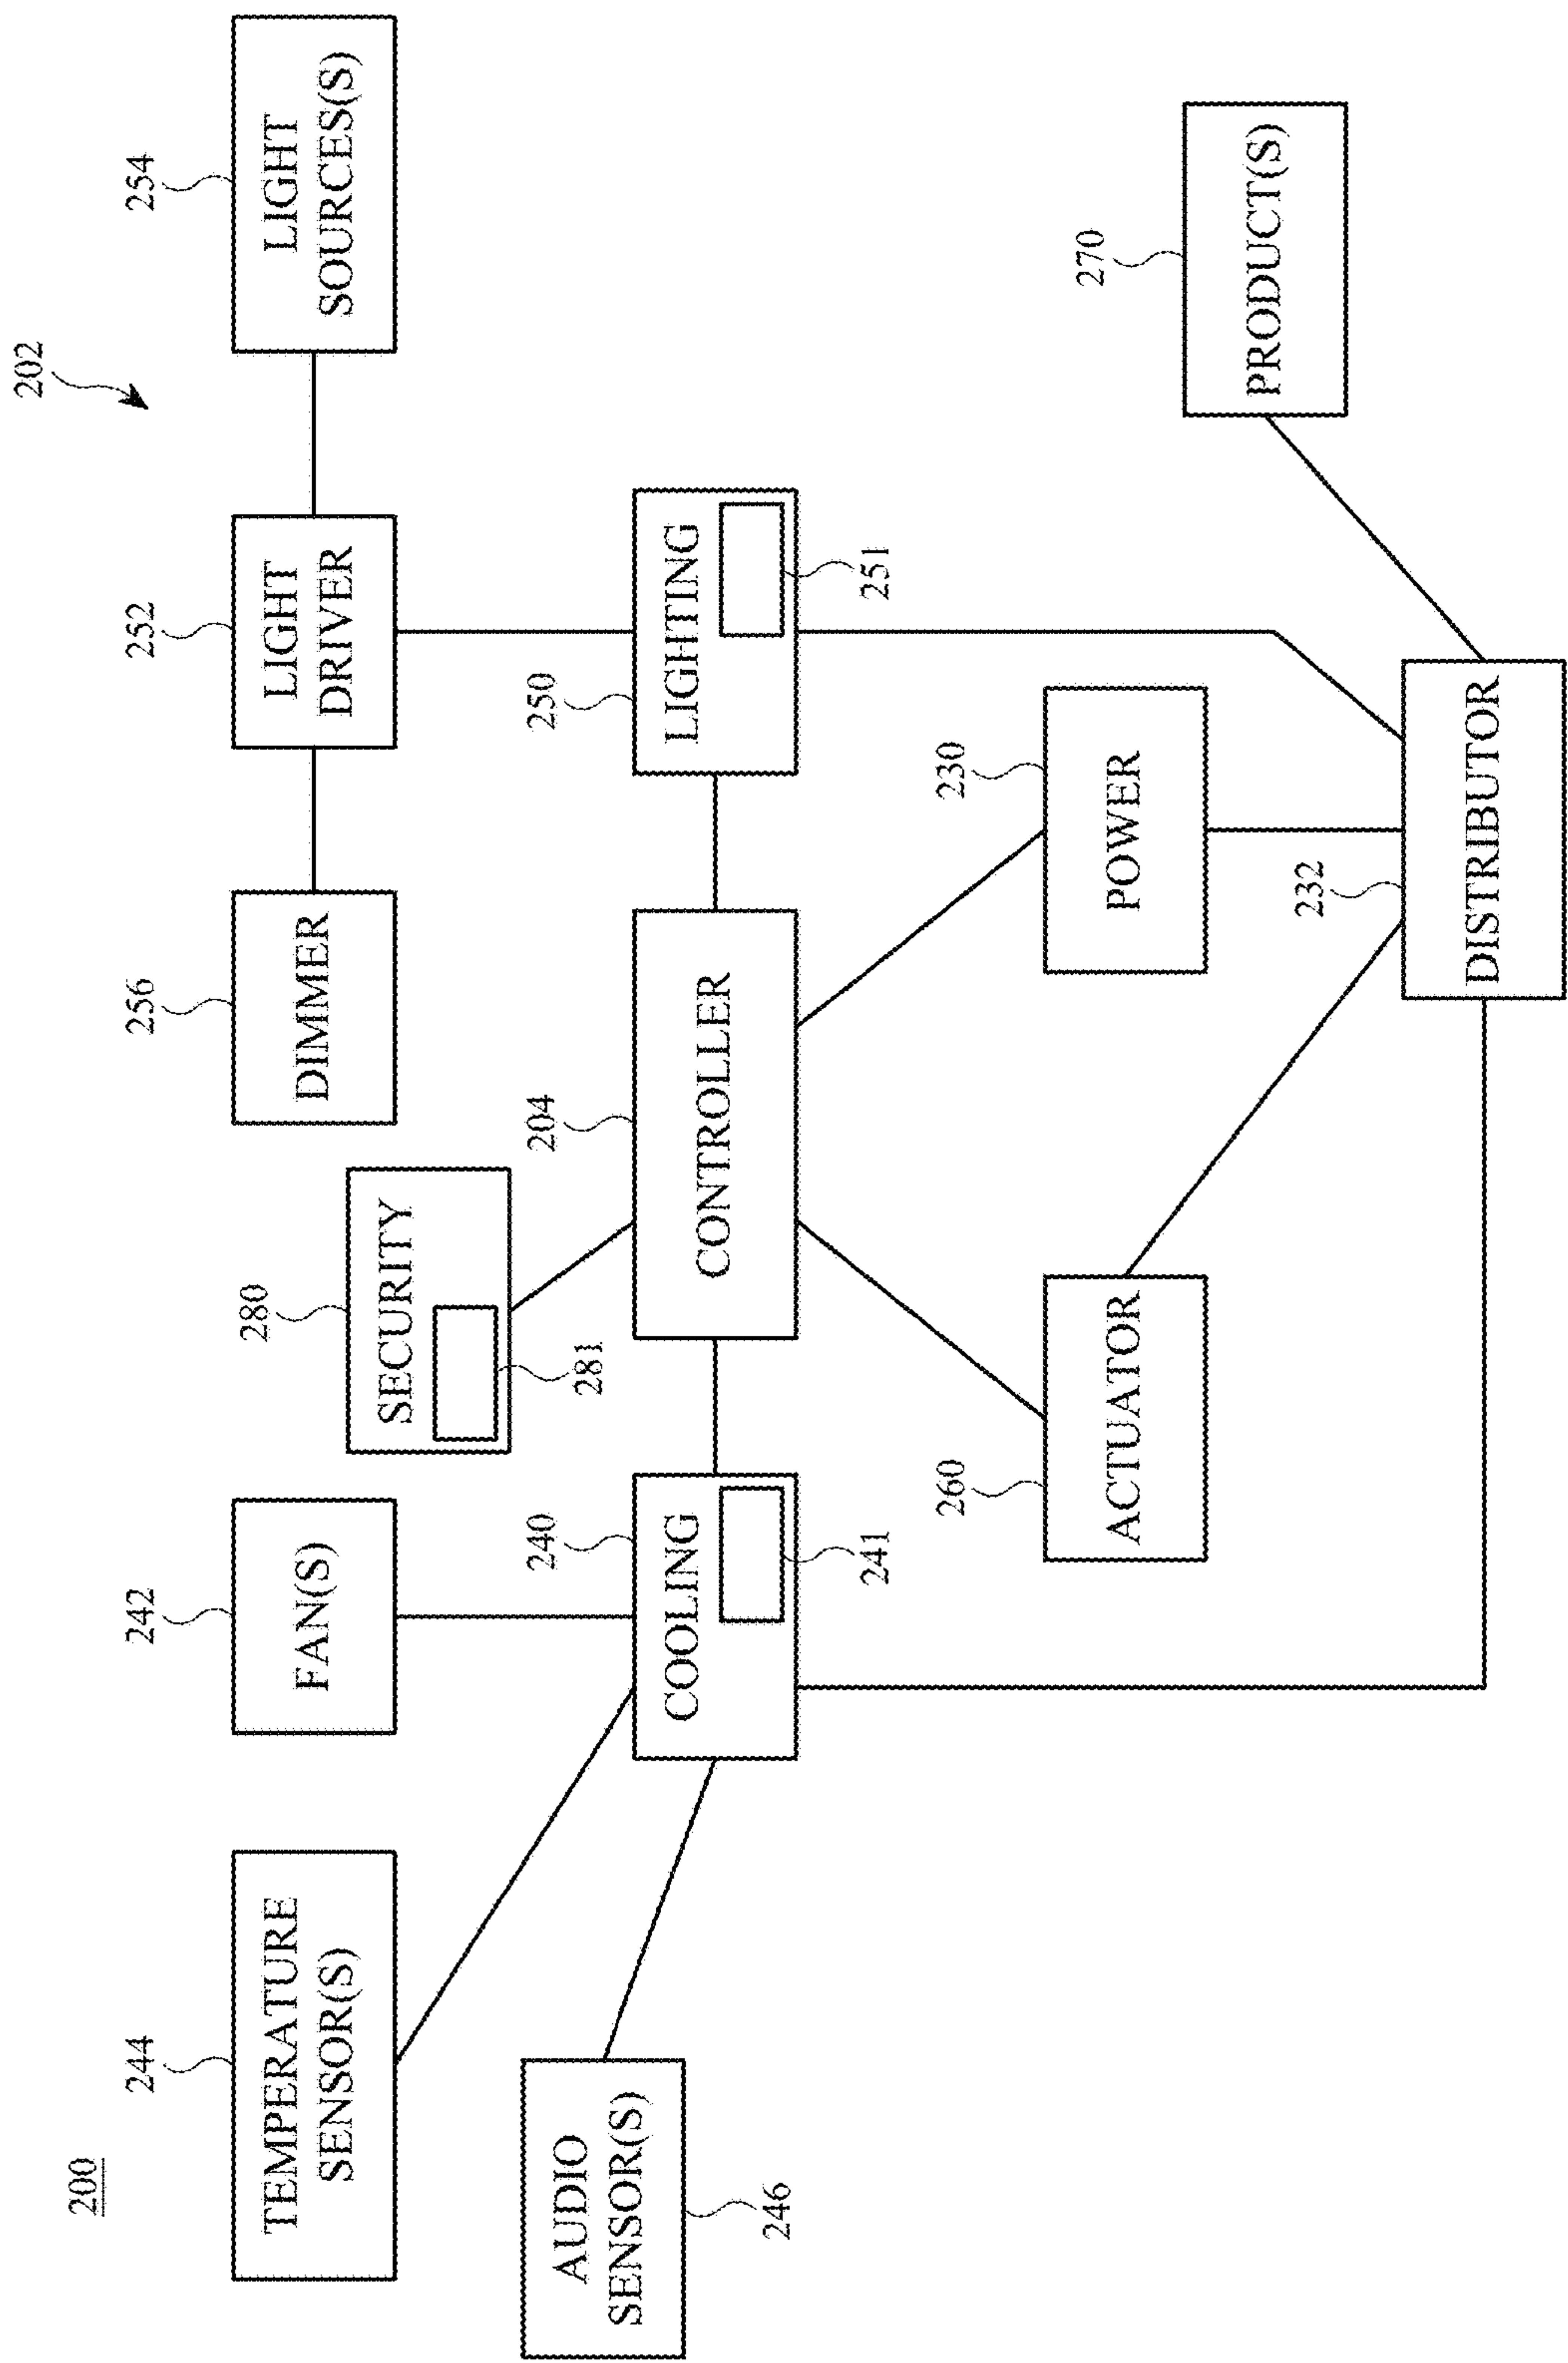 200
202
244
TEMPERATURE
SENSOR(S)
242
FAN(S)
256
DIMMER
252
LIGHT
DRIVER
254
LIGHT
SOURCES(S)
280
SECURITY
281
AUDIO
SENSOR(S)
246
240
COOLING
241
204
CONTROLLER
250
LIGHTING
251
260
ACTUATOR
230
POWER
270
PRODUCT(S)
232
DISTRIBUTOR